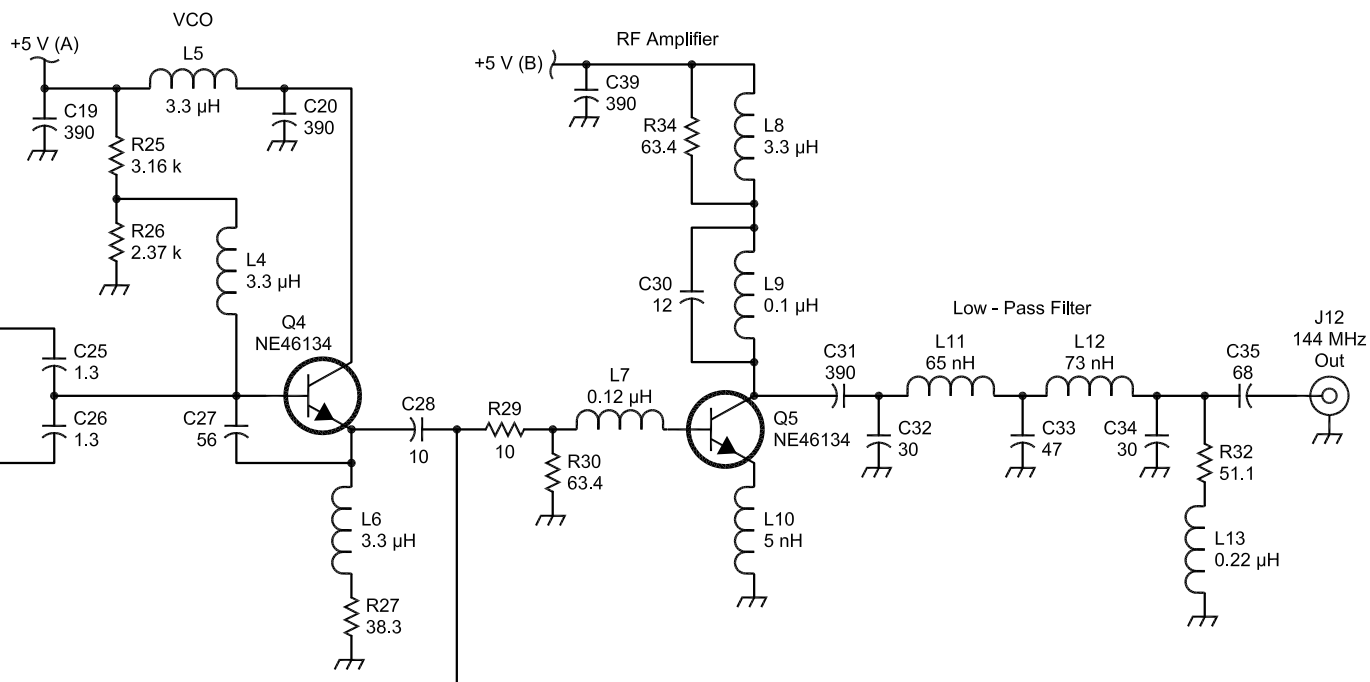 VCO
+5 V (A)
L5
3.3 µH
C19
390
C20
390
R25
3.16 k
R26
2.37 k
L4
3.3 µH
Q4
NE46134
C25
1.3
C26
1.3
C27
56
C28
10
L6
3.3 µH
R27
38.3
RF Amplifier
+5 V (B)
C39
390
R34
63.4
L8
3.3 µH
C30
12
L9
0.1 µH
R29
10
R30
63.4
L7
0.12 µH
Q5
NE46134
L10
5 nH
C31
390
Low - Pass Filter
L11
65 nH
L12
73 nH
C32
30
C33
47
C34
30
C35
68
R32
51.1
L13
0.22 µH
J12
144 MHz
Out